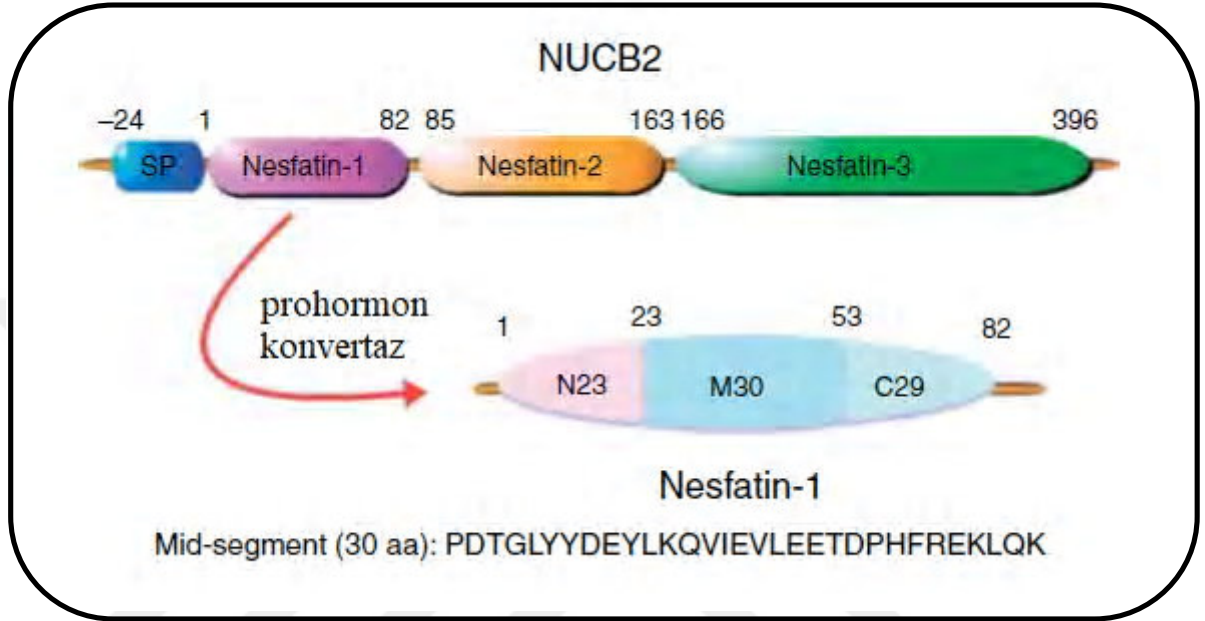 NUCB2
–24 1 82 85 163 166 396
SP Nesfatin-1 Nesfatin-2 Nesfatin-3
prohormon
konvertaz
1 23 53 82
N23 M30 C29
Nesfatin-1
Mid-segment (30 aa): PDTGLYYDEYLKQVIEVLEETDPHFREKLQK